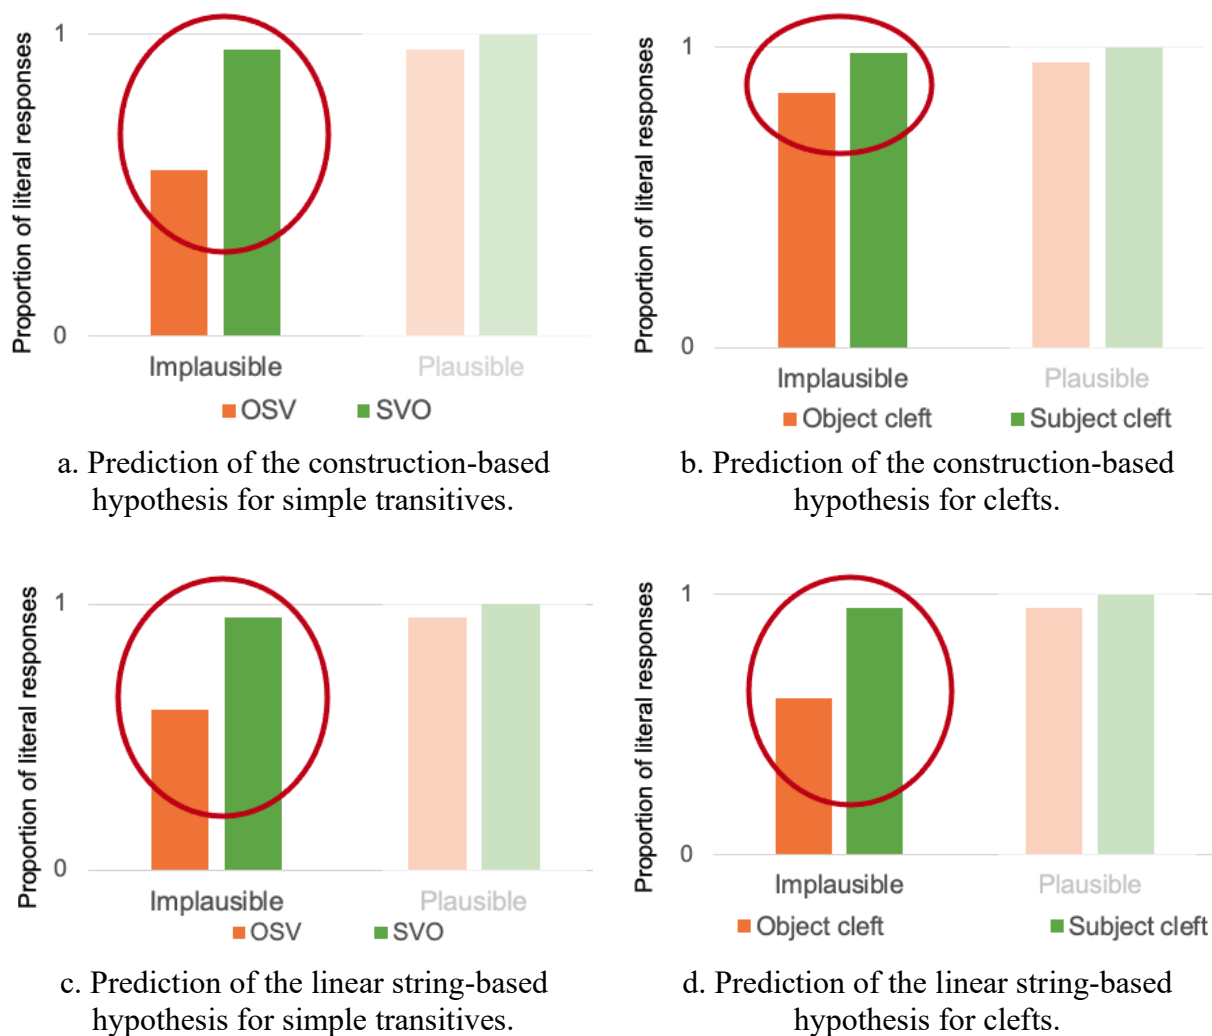 Proportion of literal responses
1
0
Implausible
Plausible
OSV
SVO
a. Prediction of the construction-based
hypothesis for simple transitives.
Proportion of literal responses
1
0
Implausible
Plausible
Object cleft
Subject cleft
b. Prediction of the construction-based
hypothesis for clefts.
Proportion of literal responses
1
0
Implausible
Plausible
OSV
SVO
c. Prediction of the linear string-based
hypothesis for simple transitives.
Proportion of literal responses
1
0
Implausible
Plausible
Object cleft
Subject cleft
d. Prediction of the linear string-based
hypothesis for clefts.